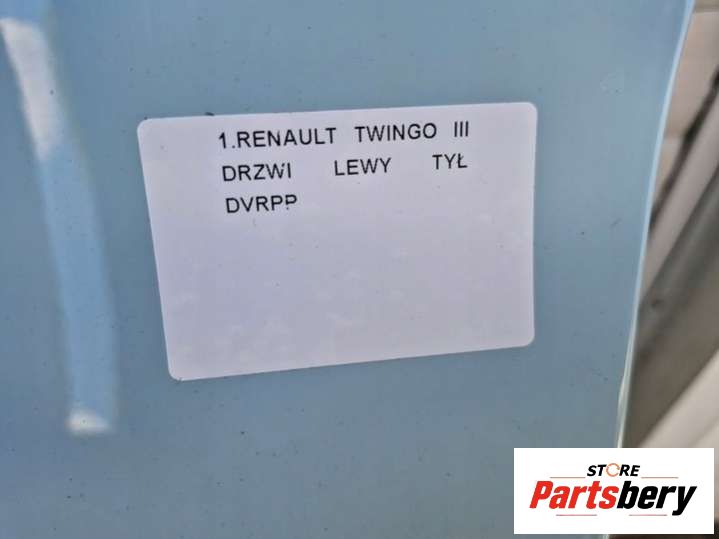 1.RENAULT TWINGO III
DRZWI LEWY TYŁ
DVRPP
STORE
Partsbery